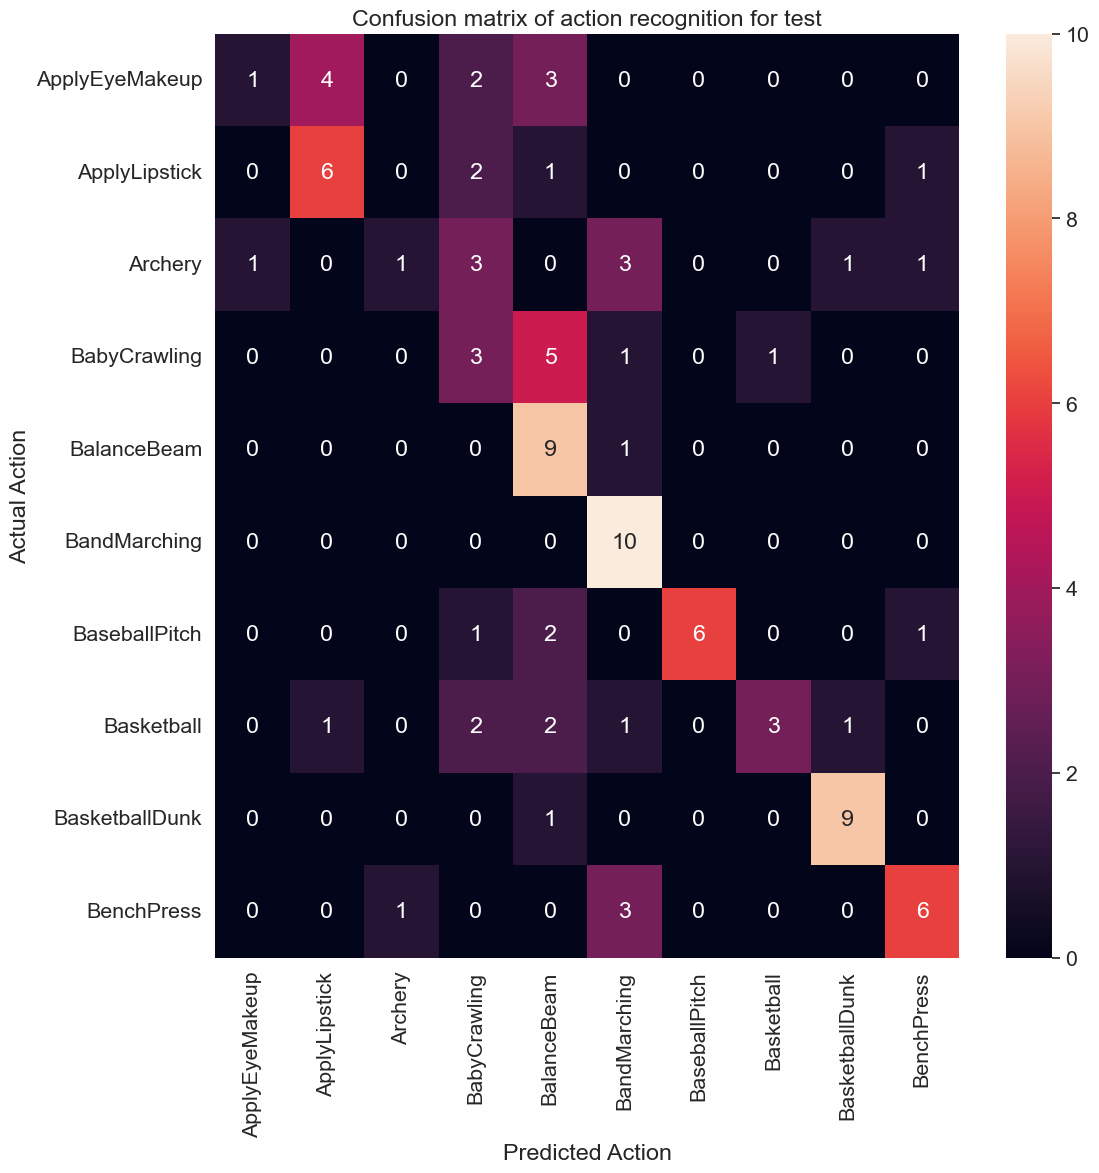 Confusion matrix of action recognition for test
ApplyEyeMakeup 1 4 0 2 3 0 0 0 0 0
ApplyLipstick 0 6 0 2 1 0 0 0 0 1
Archery 1 0 1 3 0 3 0 0 1 1
BabyCrawling 0 0 0 3 5 1 0 1 0 0
BalanceBeam 0 0 0 0 9 1 0 0 0 0
BandMarching 0 0 0 0 0 10 0 0 0 0
BaseballPitch 0 0 0 1 2 0 6 0 0 1
Basketball 0 1 0 2 2 1 0 3 1 0
BasketballDunk 0 0 0 0 1 0 0 0 9 0
BenchPress 0 0 1 0 0 3 0 0 0 6
Actual Action
ApplyEyeMakeup
ApplyLipstick
Archery
BabyCrawling
BalanceBeam
BandMarching
BaseballPitch
Basketball
BasketballDunk
BenchPress
Predicted Action
10
8
6
4
2
0